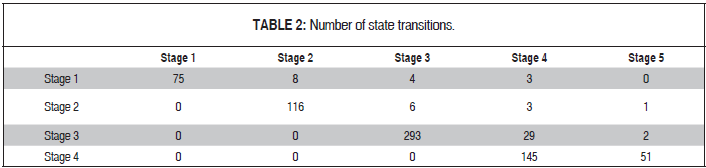 TABLE 2: Number of state transitions.
Stage 1 Stage 2 Stage 3 Stage 4 Stage 5
Stage 1 75 8 4 3 0
Stage 2 0 116 6 3 1
Stage 3 0 0 293 29 2
Stage 4 0 0 0 145 51